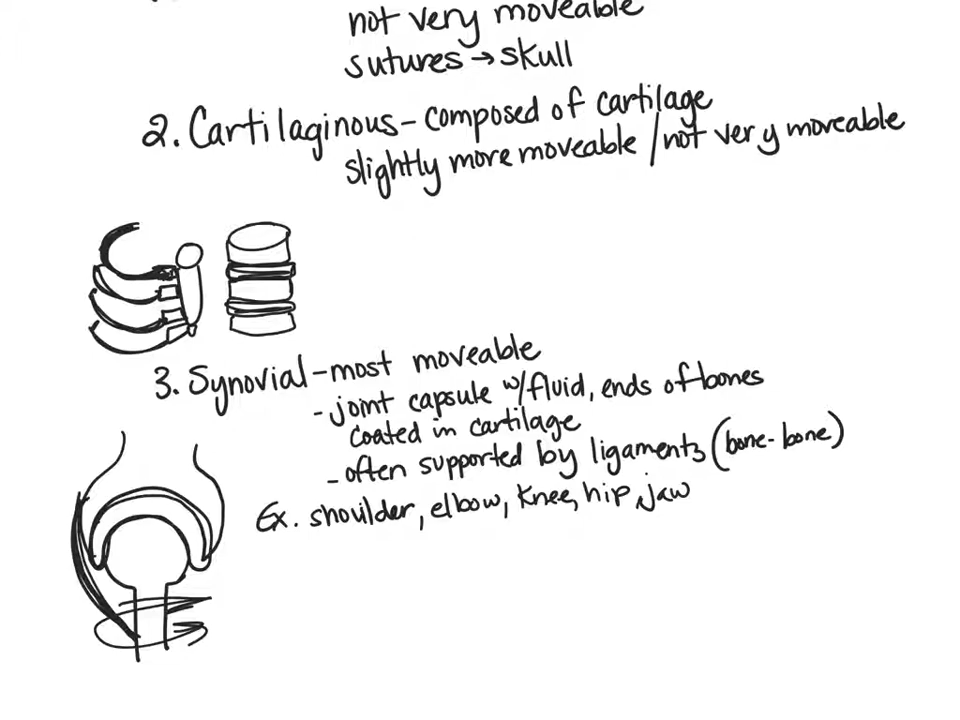 not very moveable
sutures → skull
2. Cartilaginous - composed of cartilage
slightly more moveable / not very moveable
3. Synovial - most moveable
- joint capsule w/fluid, ends of bones
coated in cartilage
- often supported by ligaments (bone-bone)
Ex. shoulder, elbow, knee, hip, jaw